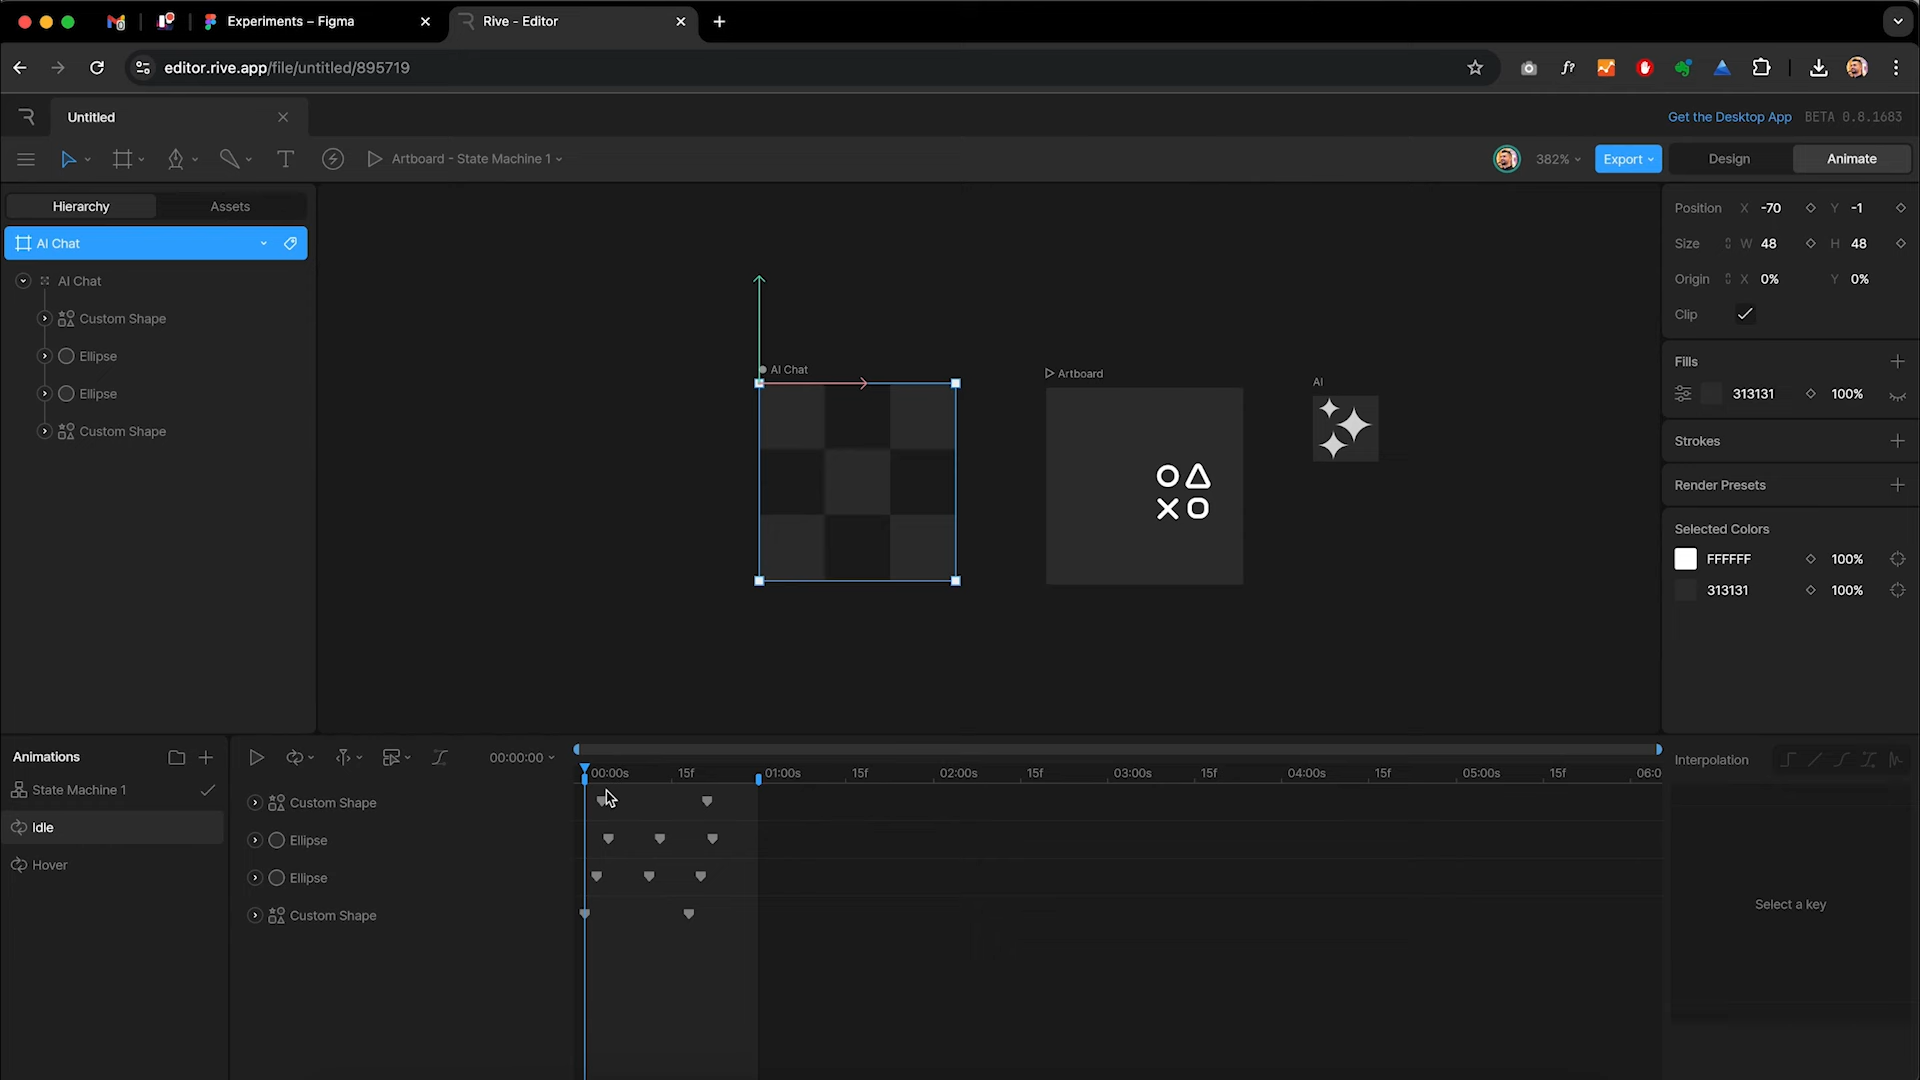 Experiments – Figma
Rive - Editor
editor.rive.app/file/untitled/895719
f?
Untitled
Get the Desktop App
BETA 0.8.1683
Artboard - State Machine 1
382%
Export
Design
Animate
Hierarchy
Assets
AI Chat
AI Chat
Custom Shape
Ellipse
Ellipse
Custom Shape
AI Chat
Artboard
AI
Position X -70 Y -1
Size W 48 H 48
Origin X 0% Y 0%
Clip
Fills
313131 100%
Strokes
Render Presets
Selected Colors
FFFFFF 100%
313131 100%
Animations
State Machine 1
Idle
Hover
00:00:00
00:00s 15f 01:00s 15f 02:00s 15f 03:00s 15f 04:00s 15f 05:00s 15f 06:0
Custom Shape
Ellipse
Ellipse
Custom Shape
Interpolation
Select a key